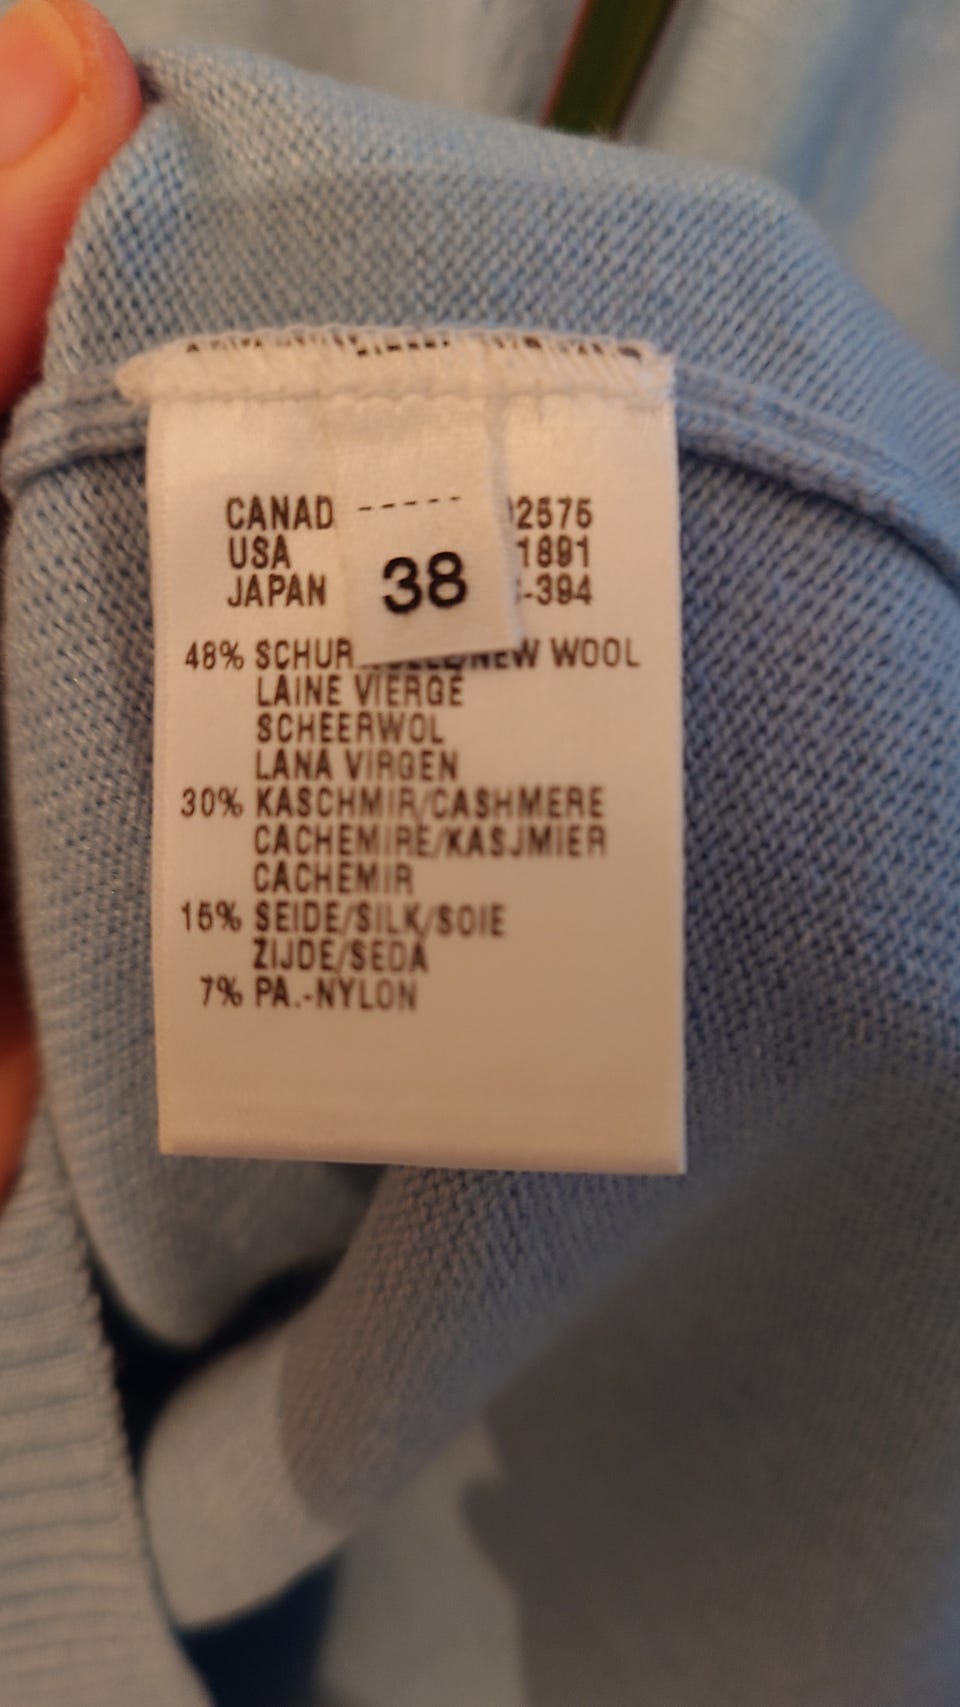 CANAD 2575
USA 1891
JAPAN -394
38
48% SCHUR NEW WOOL
LAINE VIERGE
SCHEERWOL
LANA VIRGEN
30% KASCHMIR/CASHMERE
CACHEMIRE/KASJMIER
CACHEMIR
15% SEIDE/SILK/SOIE
ZIJDE/SEDA
7% PA.-NYLON